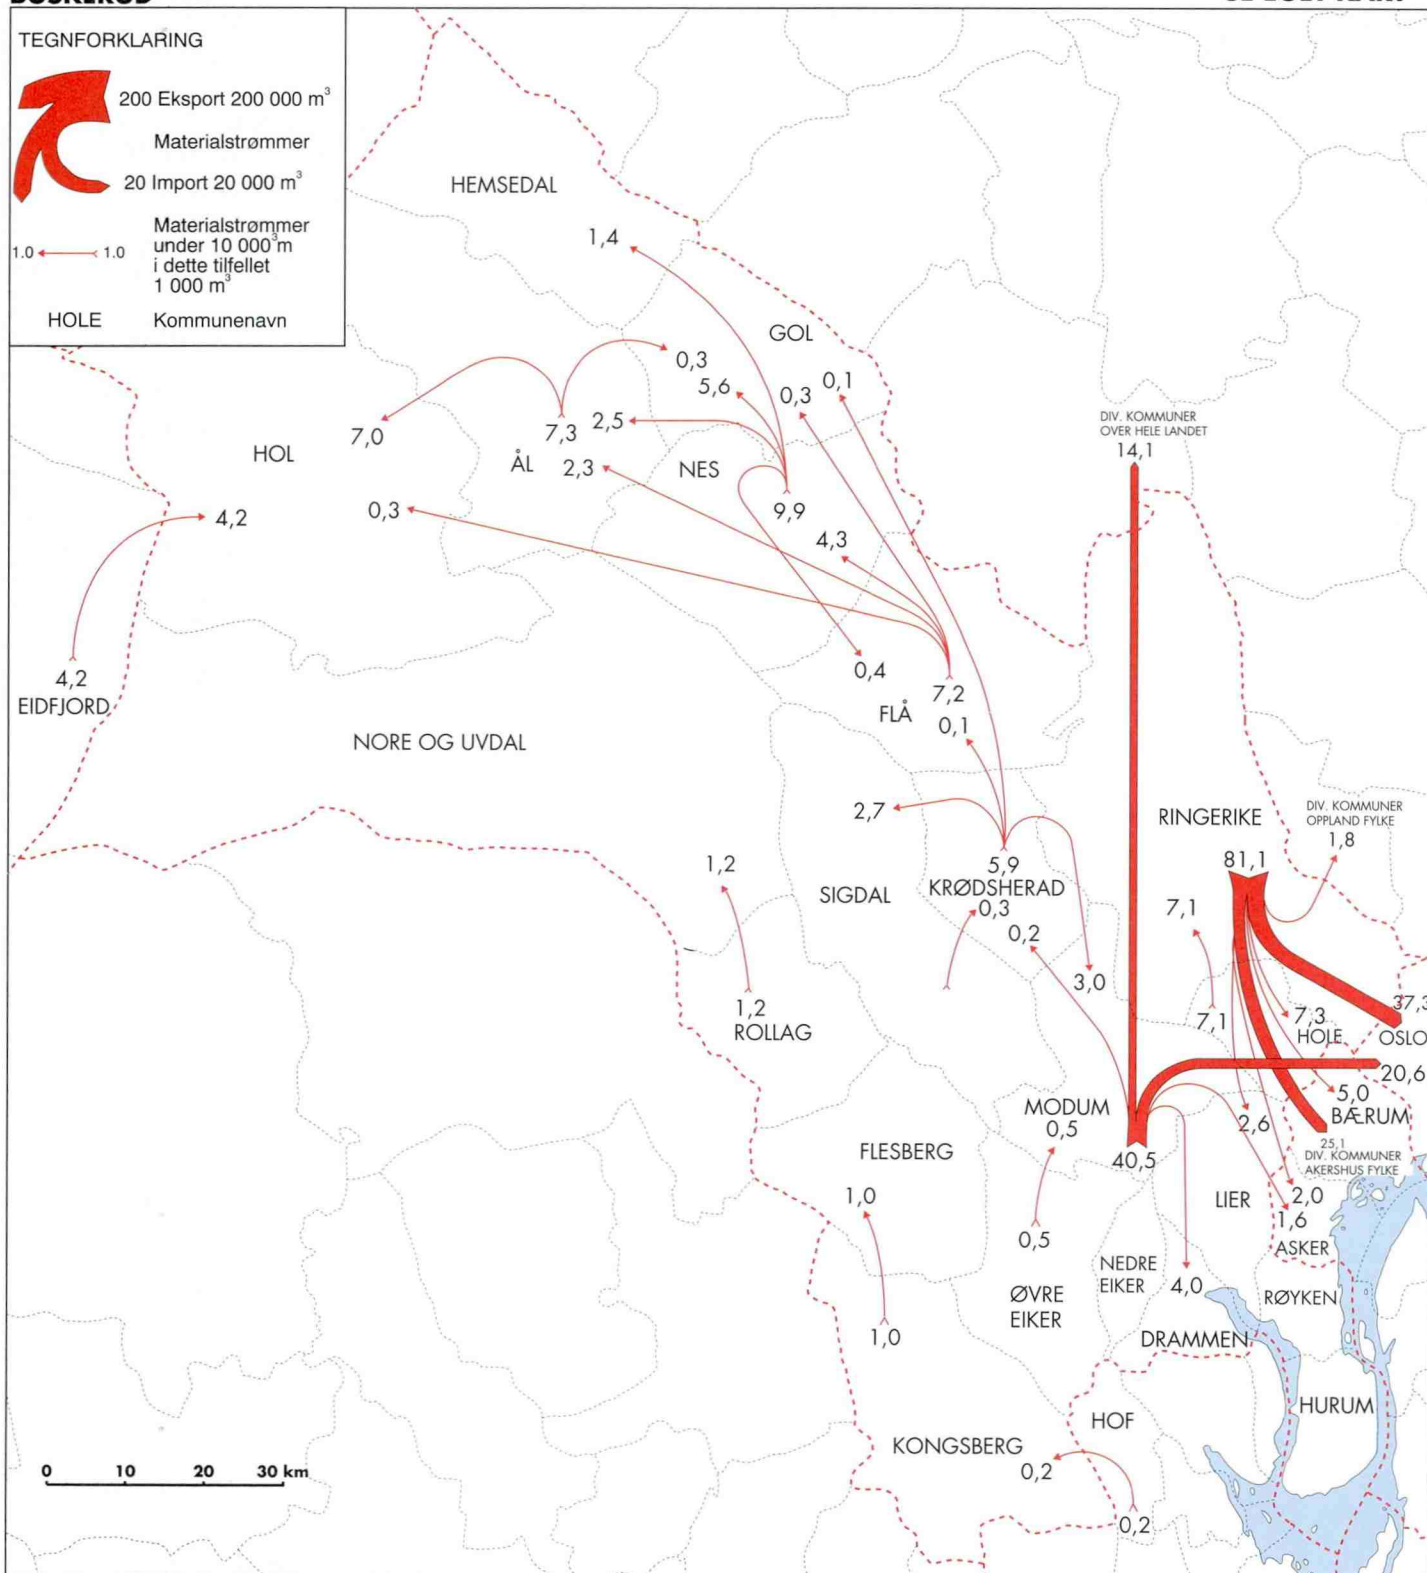 TEGNFORKLARING
200 Eksport 200 000 m³
Materialstrømmer
20 Import 20 000 m³
Materialstrømmer
under 10 000³m
1.0 1.0
i dette tilfellet
1 000 m³
HOLE Kommunenavn
HEMSEDAL
1,4
GOL
0,3
5,6
0,3
0,1
7,0
7,3
2,5
HOL
ÅL
2,3
NES
DIV. KOMMUNER
OVER HELE LANDET
14,1
4,2
0,3
9,9
4,3
4,2
EIDFJORD
0,4
7,2
FLÅ
0,1
NORE OG UVDAL
2,7
RINGERIKE
DIV. KOMMUNER
OPPLAND FYLKE
1,8
1,2
5,9
KRØDSHERAD
81,1
SIGDAL
0,3
7,1
0,2
3,0
1,2
ROLLAG
7,1
7,3
HOLE
37,3
OSLO
20,6
MODUM
0,5
5,0
BÆRUM
2,6
25,1
DIV. KOMMUNER
AKERSHUS FYLKE
FLESBERG
40,5
1,0
LIER
2,0
1,6
ASKER
0,5
NEDRE
EIKER
4,0
ØVRE
EIKER
RØYKEN
1,0
DRAMMEN
HURUM
HOF
KONGSBERG
0,2
0,2
0 10 20 30 km